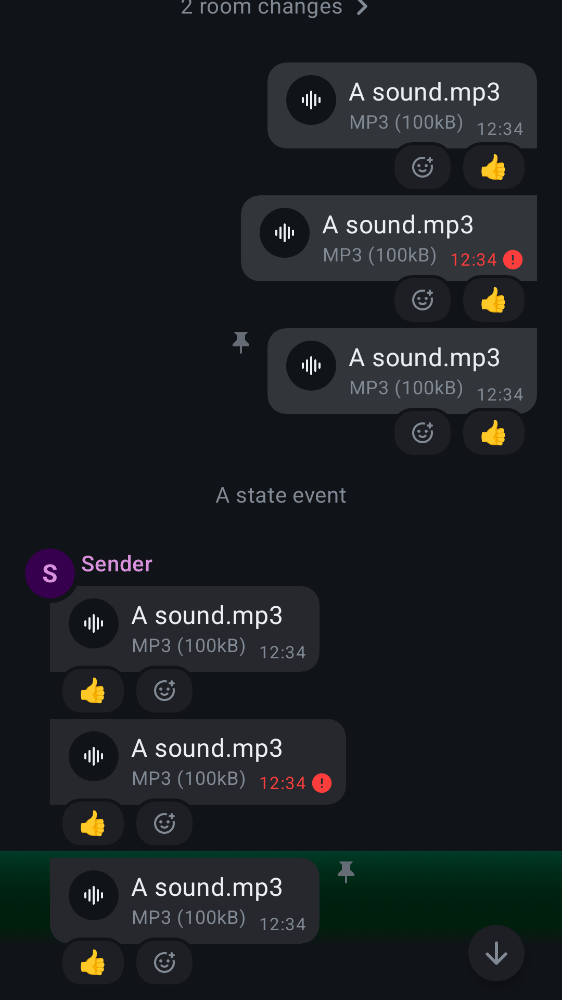 2 room changes
A sound.mp3
MP3 (100kB) 12:34
👍
A sound.mp3
MP3 (100kB) 12:34
👍
A sound.mp3
MP3 (100kB) 12:34
👍
A state event
S Sender
A sound.mp3
MP3 (100kB) 12:34
👍
A sound.mp3
MP3 (100kB) 12:34
👍
A sound.mp3
MP3 (100kB) 12:34
👍